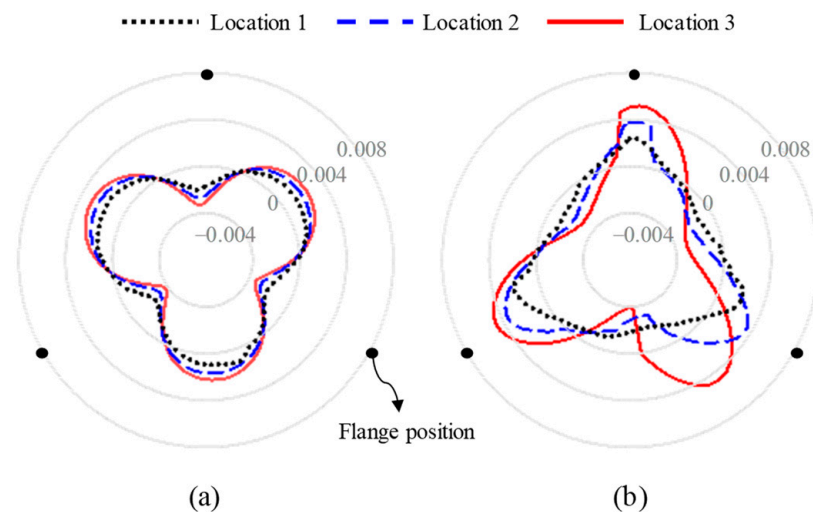 Location 1 Location 2 Location 3
0.008 0.008
0.004 0.004
0 0
−0.004 −0.004
Flange position
(a) (b)